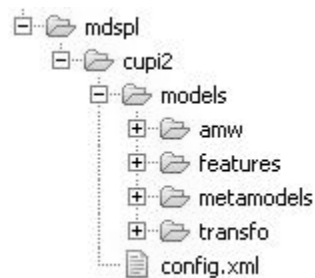 mdspl
cupi2
models
amw
features
metamodels
transfo
config.xml